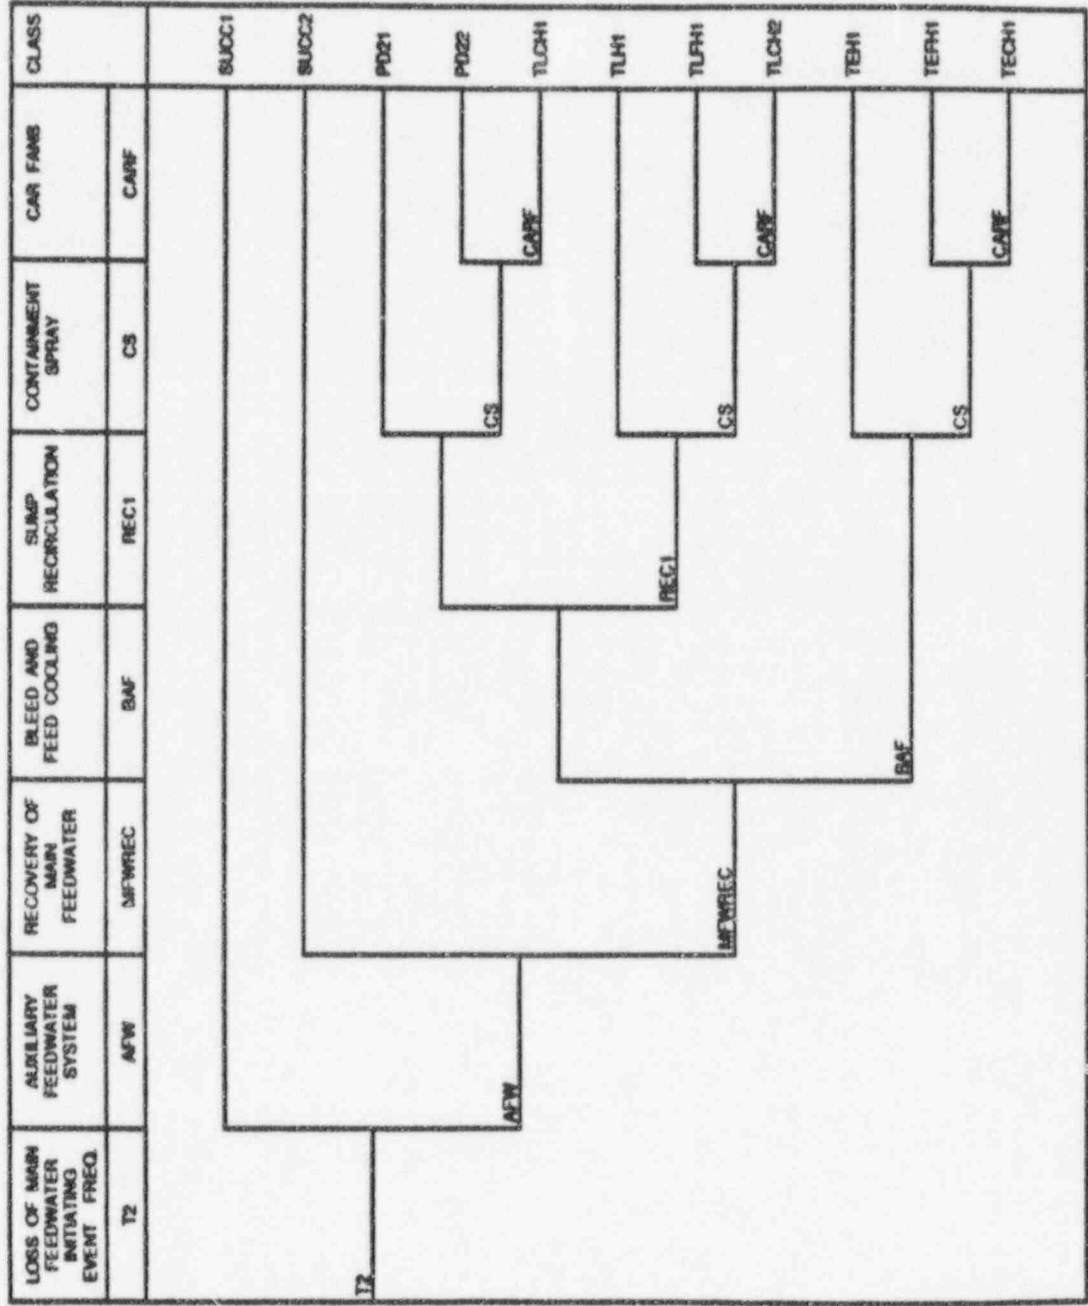 LOSS OF MAIN
FEEDWATER
INITIATING
EVENT FREQ.
AUXILIARY
FEEDWATER
SYSTEM
RECOVERY OF
MAIN
FEEDWATER
BLEED AND
FEED COOLING
SUMP
RECIRCULATION
CONTAINMENT
SPRAY
CAR FANS
CLASS
T2
AFW
MFWREC
BAF
REC1
CS
CARF
T2
AFW
MFWREC
BAF
REC1
CS
CS
CS
CARF
CARF
CARF
SUCC1
SUCC2
PD21
PD22
TLCH1
TLH1
TLFH1
TLCH2
TEH1
TEFH1
TECH1